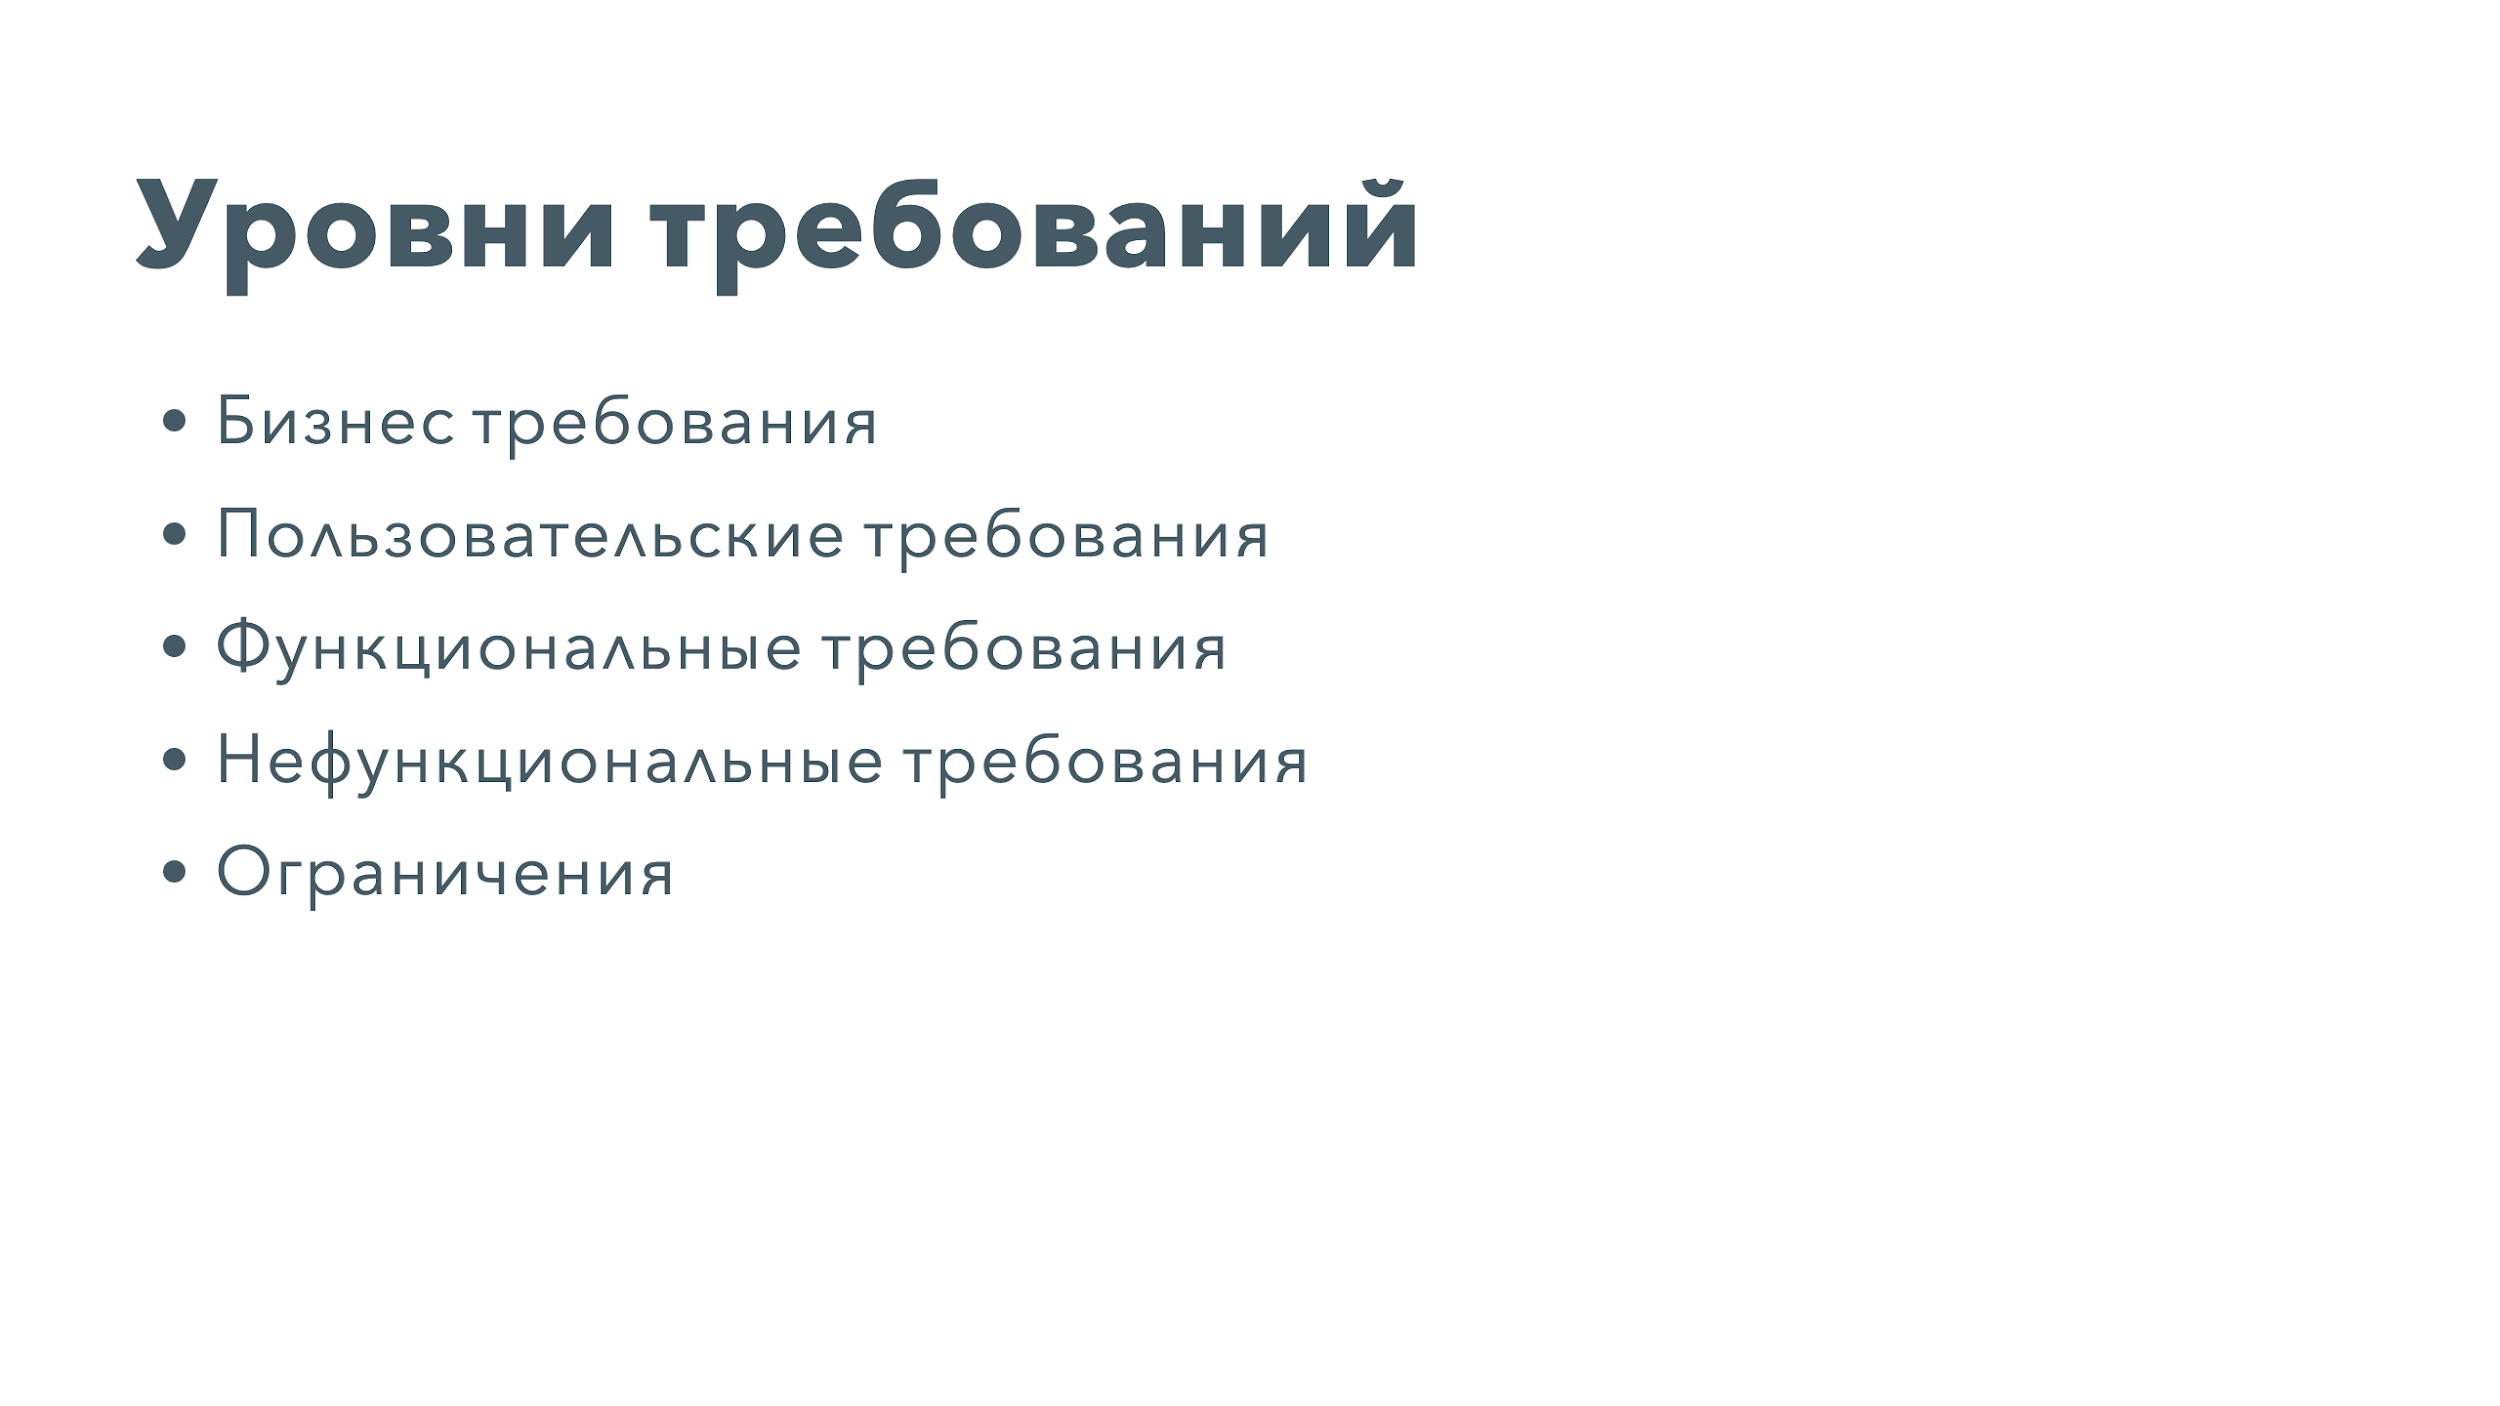 Уровни требований
• Бизнес требования
• Пользовательские требования
• Функциональные требования
• Нефункциональные требования
• Ограничения